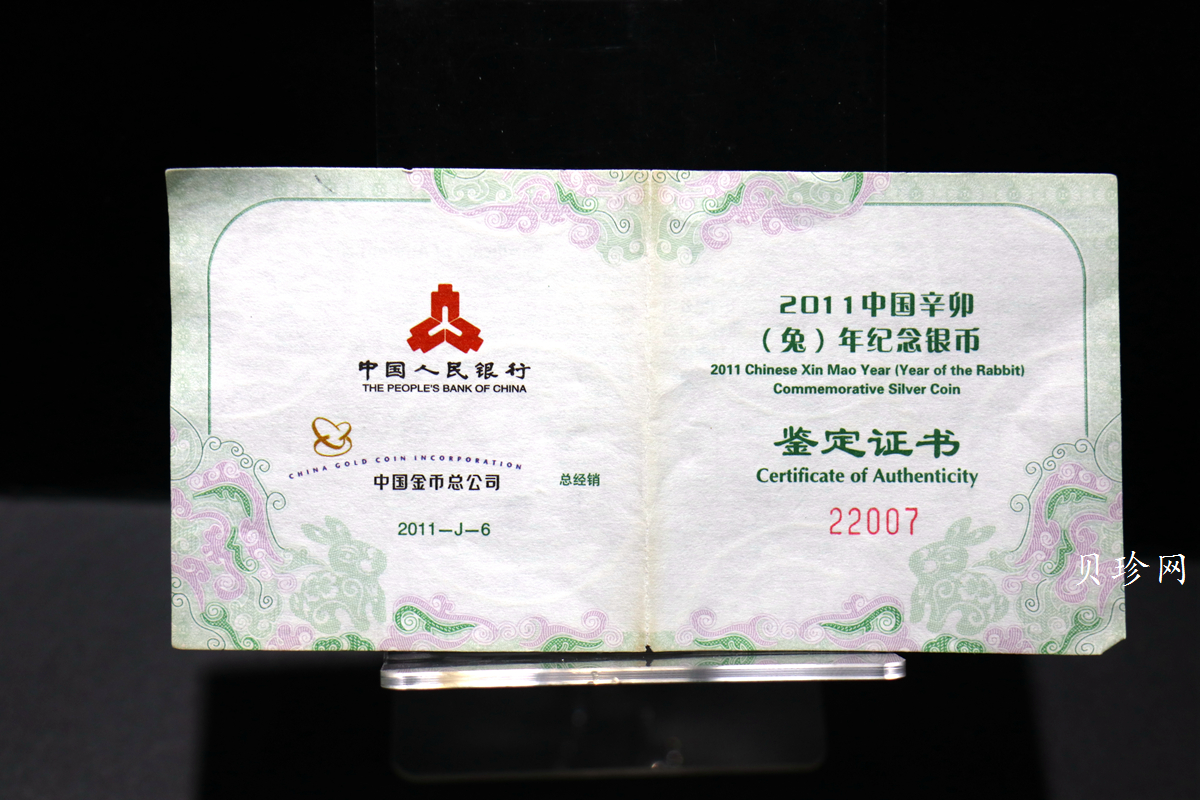 中国人民银行
THE PEOPLE'S BANK OF CHINA
CHINA GOLD COIN INCORPORATION
中国金币总公司 总经销
2011—J—6
2011中国辛卯
（兔）年纪念银币
2011 Chinese Xin Mao Year (Year of the Rabbit)
Commemorative Silver Coin
鉴定证书
Certificate of Authenticity
22007
贝珍网